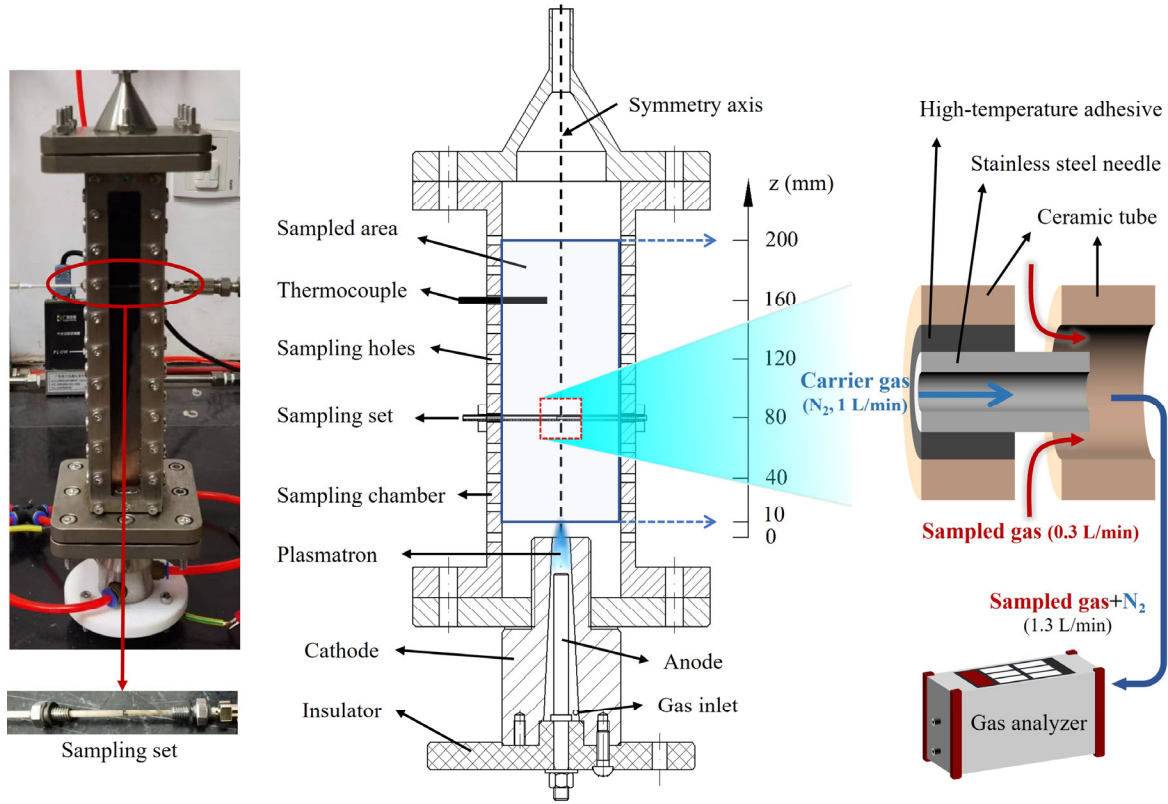 Symmetry axis
z (mm)
Sampled area
200
Thermocouple
160
Sampling holes
120
Sampling set
80
Sampling chamber
40
10
0
Plasmatron
Cathode
Anode
Gas inlet
Insulator
FLOW
Sampling set
High-temperature adhesive
Stainless steel needle
Ceramic tube
Carrier gas
(N₂, 1 L/min)
Sampled gas (0.3 L/min)
Sampled gas+N₂
(1.3 L/min)
Gas analyzer